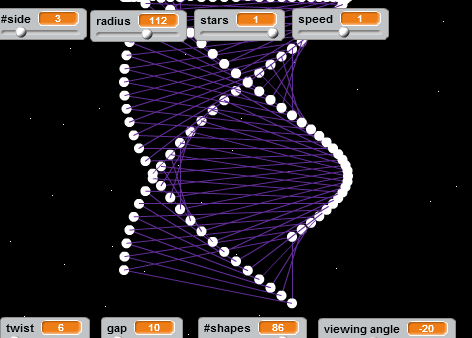 #side 3
radius 112
stars 1
speed 1
twist 6
gap 10
#shapes 86
viewing angle -20